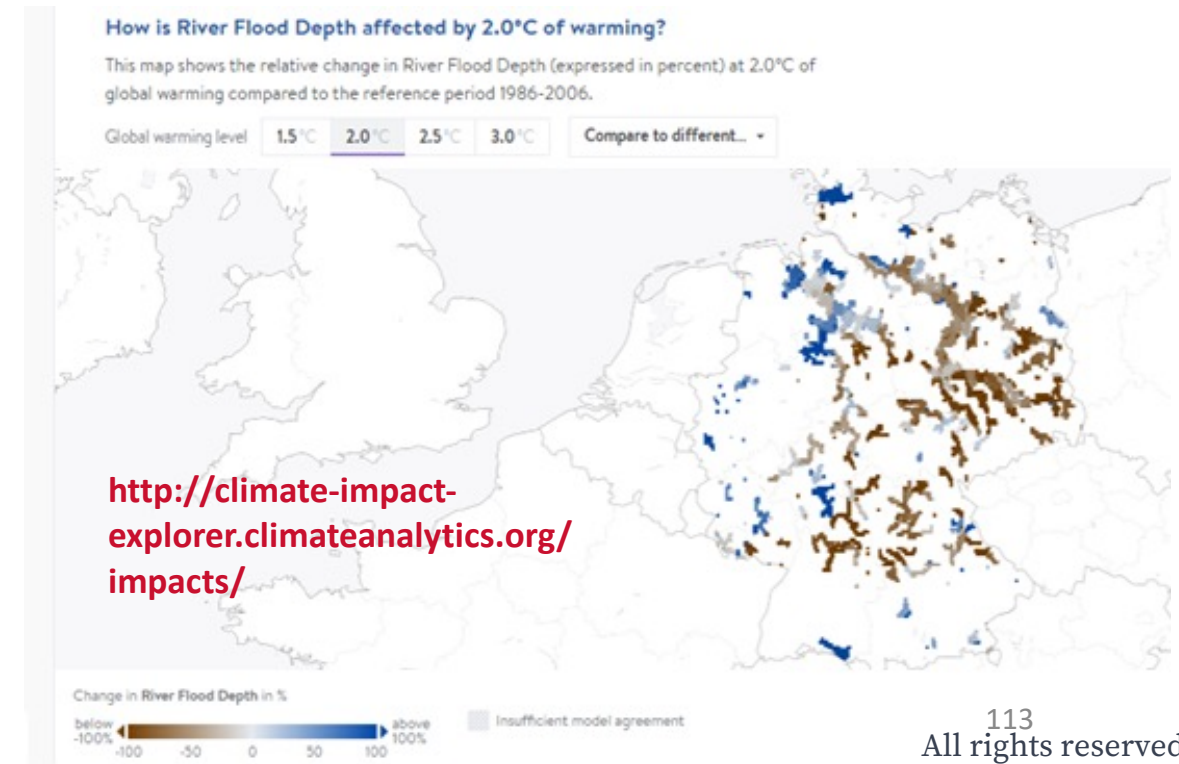 How is River Flood Depth affected by 2.0°C of warming?
This map shows the relative change in River Flood Depth (expressed in percent) at 2.0°C of
global warming compared to the reference period 1986-2006.
Global warming level 1.5°C 2.0°C 2.5°C 3.0°C Compare to different...
http://climate-impact-
explorer.climateanalytics.org/
impacts/
Change in River Flood Depth in %
below
-100%
above
100%
-100 -50 0 50 100
Insufficient model agreement
113
All rights reserved